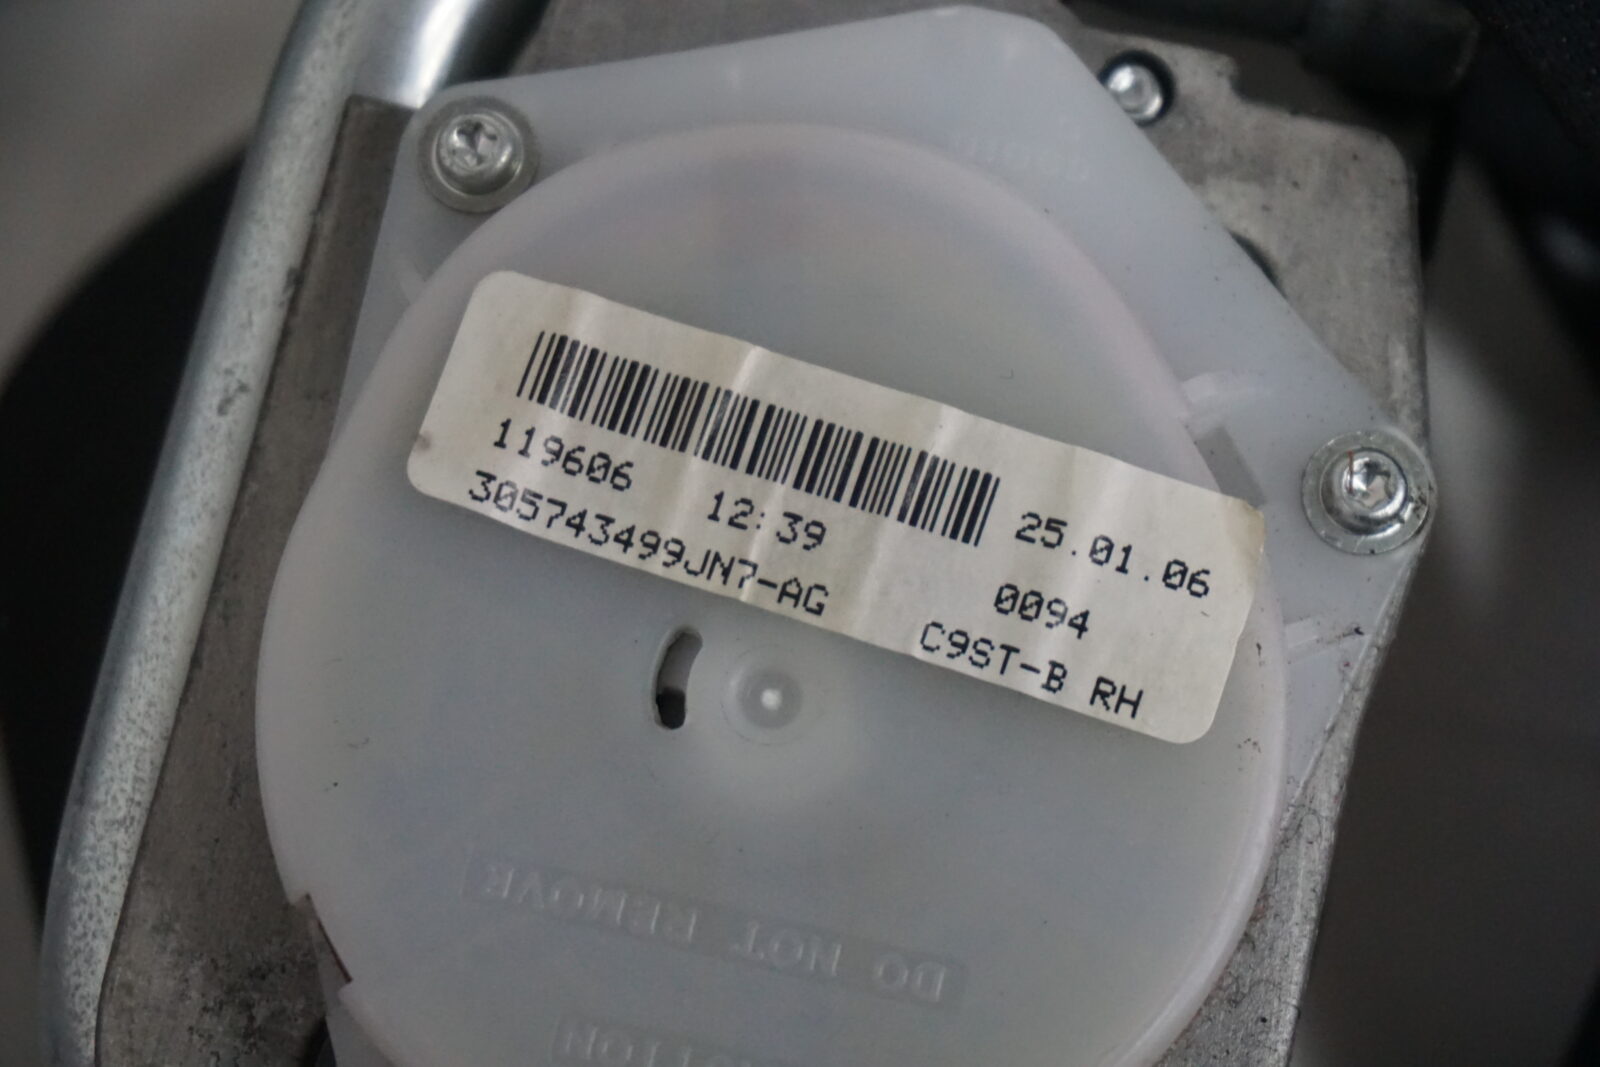 119606 12:39 25.01.06
305743499JN7-AG 0094
C9ST-B RH
DO NOT REMOVE